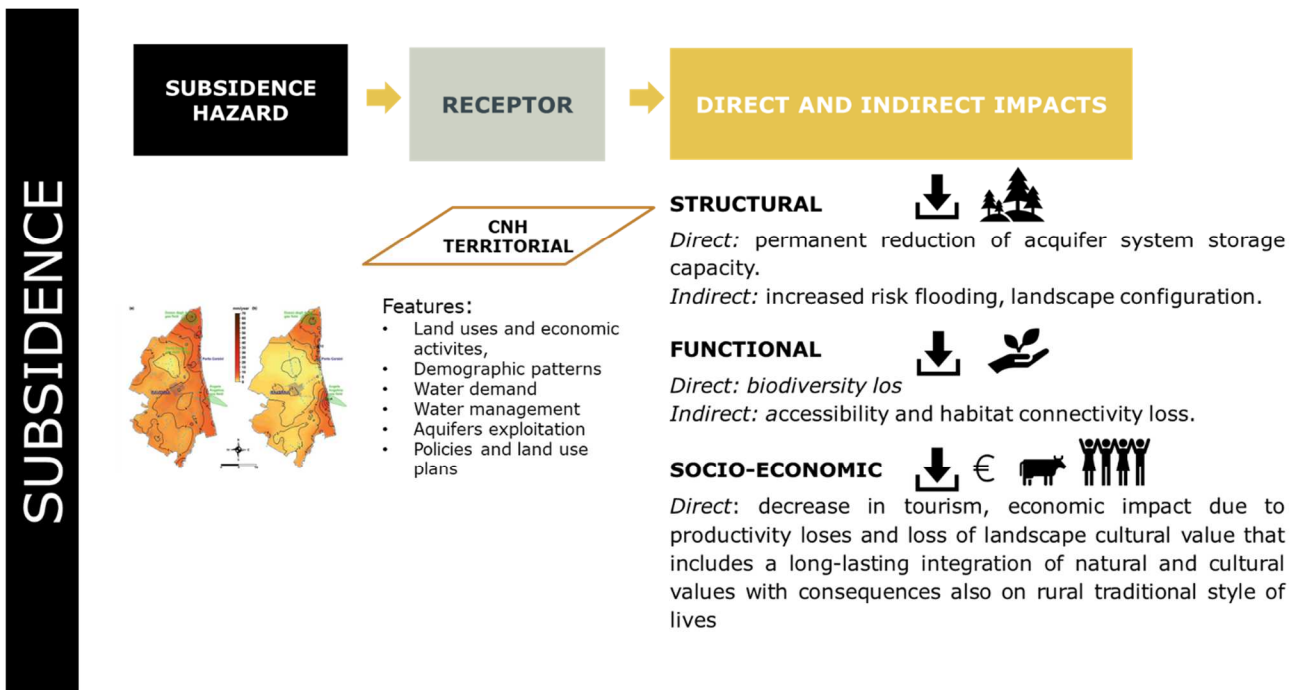 SUBSIDENCE
SUBSIDENCE
HAZARD
RECEPTOR
DIRECT AND INDIRECT IMPACTS
CNH
TERRITORIAL
Features:
• Land uses and economic
activites,
• Demographic patterns
• Water demand
• Water management
• Aquifers exploitation
• Policies and land use
plans
STRUCTURAL
Direct: permanent reduction of acquifer system storage
capacity.
Indirect: increased risk flooding, landscape configuration.
FUNCTIONAL
Direct: biodiversity los
Indirect: accessibility and habitat connectivity loss.
SOCIO-ECONOMIC €
Direct: decrease in tourism, economic impact due to
productivity loses and loss of landscape cultural value that
includes a long-lasting integration of natural and cultural
values with consequences also on rural traditional style of
lives